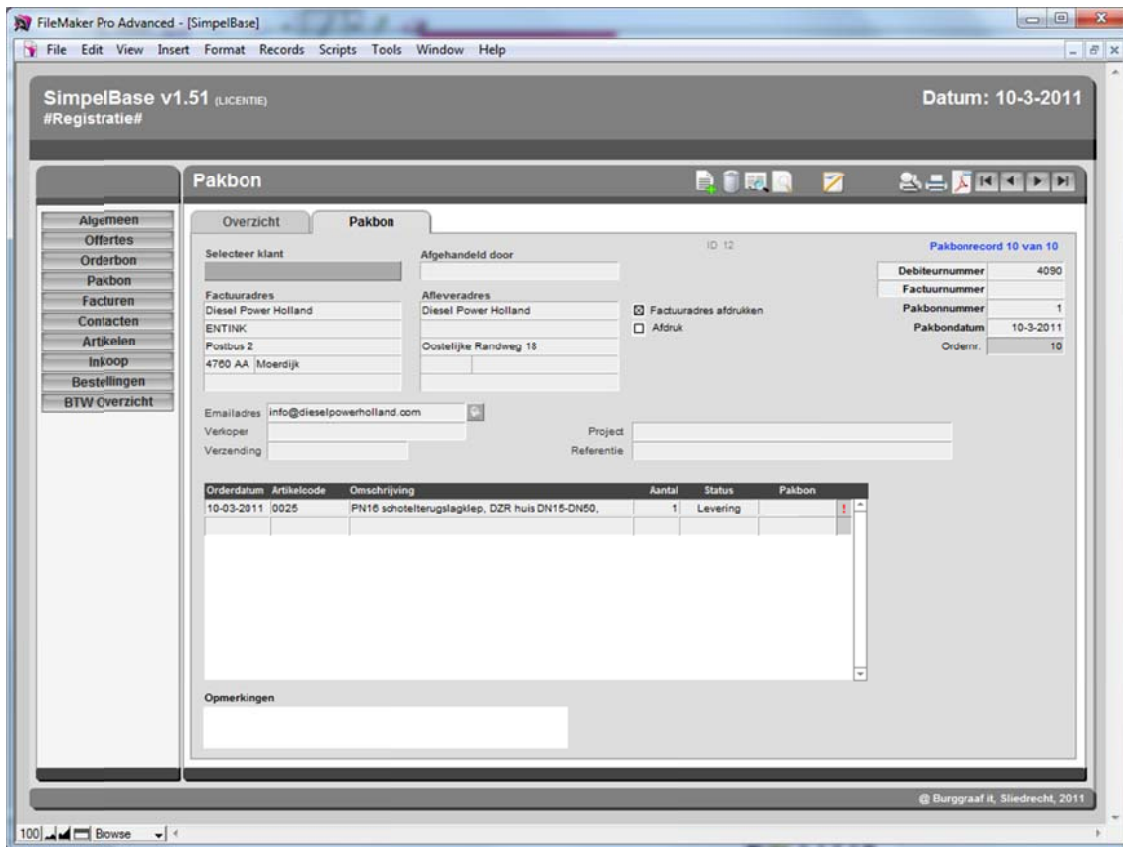 FileMaker Pro Advanced - [SimpelBase]
File Edit View Insert Format Records Scripts Tools Window Help
SimpelBase v1.51 (LICENTIE)
Datum: 10-3-2011
#Registratie#
Pakbon
Algemeen
Offertes
Orderbon
Pakbon
Facturen
Contacten
Artikelen
Inkoop
Bestellingen
BTW Overzicht
Overzicht Pakbon
ID 12
Pakbonrecord 10 van 10
Selecteer klant
Afgehandeld door
Debiteurnummer 4090
Factuurnummer
Pakbonnummer 1
Pakbondatum 10-3-2011
Ordernr. 10
Factuuradres
Diesel Power Holland
ENTINK
Postbus 2
4760 AA Moerdijk
Afleveradres
Diesel Power Holland
Oostelijke Randweg 18
Factuuradres afdrukken
Afdruk
Emailadres info@dieselpowerholland.com
Verkoper
Project
Verzending
Referentie
Orderdatum Artikelcode Omschrijving Aantal Status Pakbon
10-03-2011 0025 PN16 schotelterugslagklep, DZR huis DN15-DN50, 1 Levering !
Opmerkingen
@ Burggraaf it, Sliedrecht, 2011
100 Browse